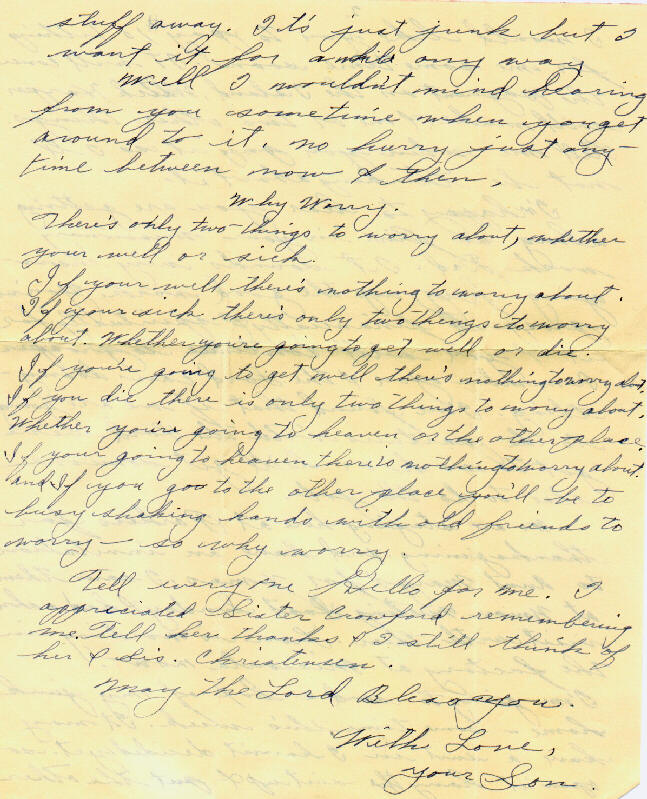 stuff away. It's just junk but I
want it for awhile any way
Well I wouldn't mind hearing
from you sometime when you get
around to it, no hurry just any-
time between now & then.
Why Worry.
There's only two things to worry about, whether
your well or sick.
If your well there's nothing to worry about.
If your sick there's only two things to worry
about. Whether you're going to get well or die.
If you're going to get well there's nothing to worry about.
If you die there is only two things to worry about.
Whether you're going to heaven or the other place.
If your going to heaven there's nothing to worry about.
and if you goo to the other place you'll be to
busy shaking hands with old friends to
worry — so why worry.
Tell every one Hello for me. I
appriciated Sister Crawford remembering
me. Tell her thanks & I still think of
her & Sis. Christensen.
May The Lord Bless you.
With Love,
your Son.